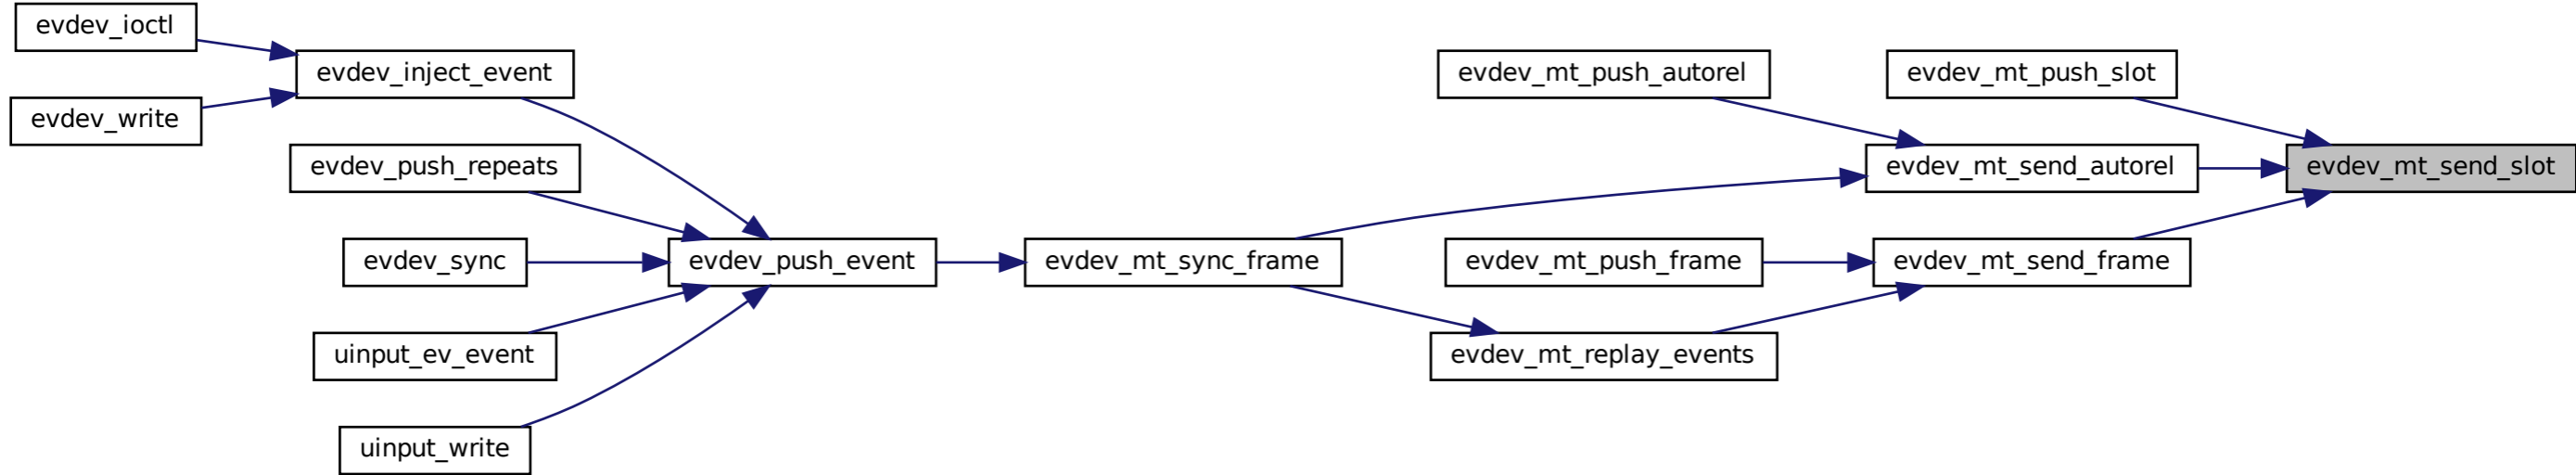 evdev_ioctl
evdev_inject_event
evdev_mt_push_autorel
evdev_mt_push_slot
evdev_write
evdev_push_repeats
evdev_mt_send_autorel
evdev_mt_send_slot
evdev_sync
evdev_push_event
evdev_mt_sync_frame
evdev_mt_push_frame
evdev_mt_send_frame
uinput_ev_event
evdev_mt_replay_events
uinput_write